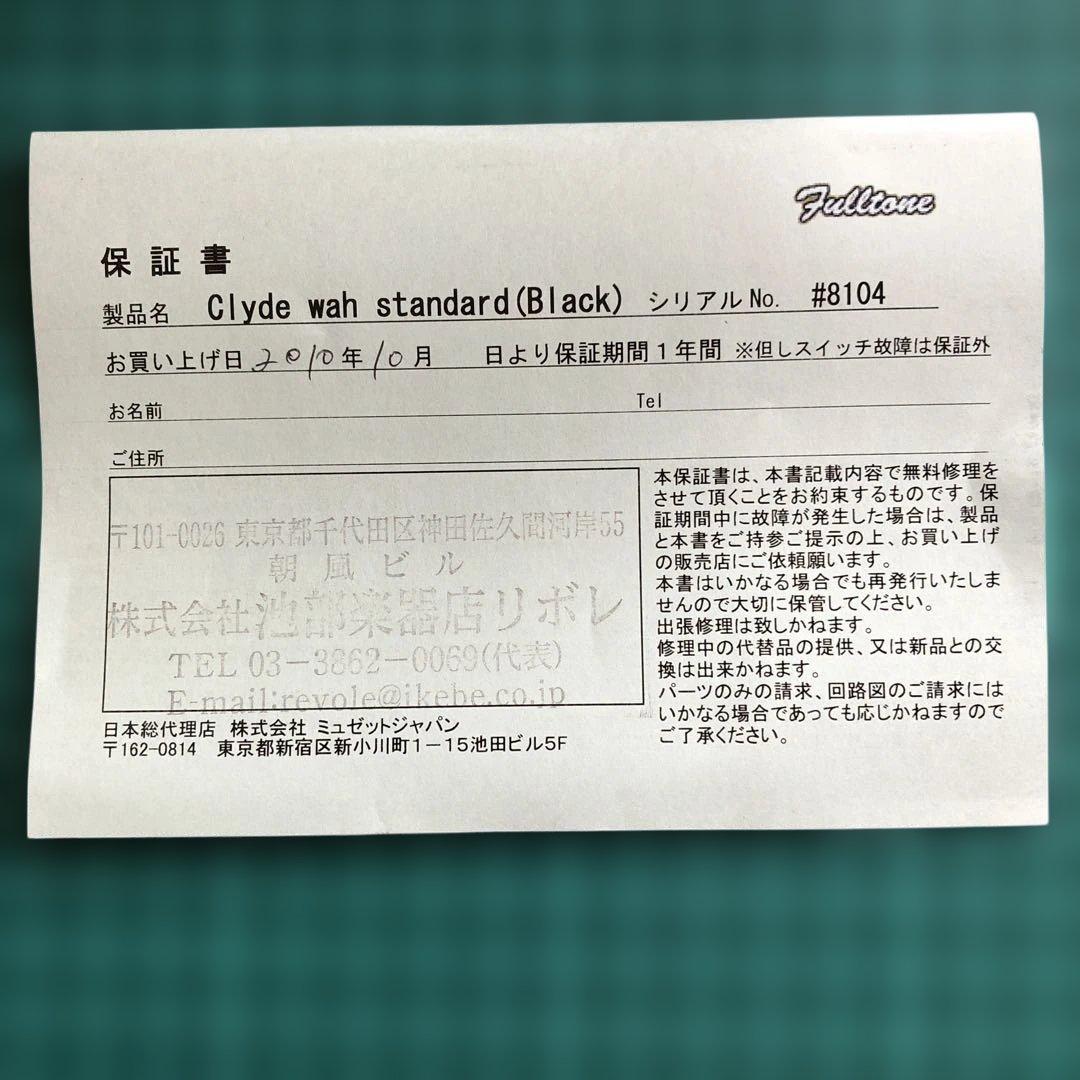 Fulltone
保証書
製品名 Clyde wah standard(Black) シリアルNo. #8104
お買い上げ日 2010年10月 日より保証期間1年間 ※但しスイッチ故障は保証外
お名前 Tel
ご住所
〒101-0026 東京都千代田区神田佐久間河岸55
朝風ビル
株式会社池部楽器店リボレ
TEL 03-3862-0069(代表)
E-mail:revole@ikebe.co.jp
日本総代理店 株式会社 ミュゼットジャパン
〒162-0814 東京都新宿区新小川町1-15池田ビル5F
本保証書は、本書記載内容で無料修理を
させて頂くことをお約束するものです。保
証期間中に故障が発生した場合は、製品
と本書をご持参ご提示の上、お買い上げ
の販売店にご依頼願います。
本書はいかなる場合でも再発行いたしま
せんので大切に保管してください。
出張修理は致しかねます。
修理中の代替品の提供、又は新品との交
換は出来かねます。
パーツのみの請求、回路図のご請求には
いかなる場合であっても応じかねますので
ご了承ください。